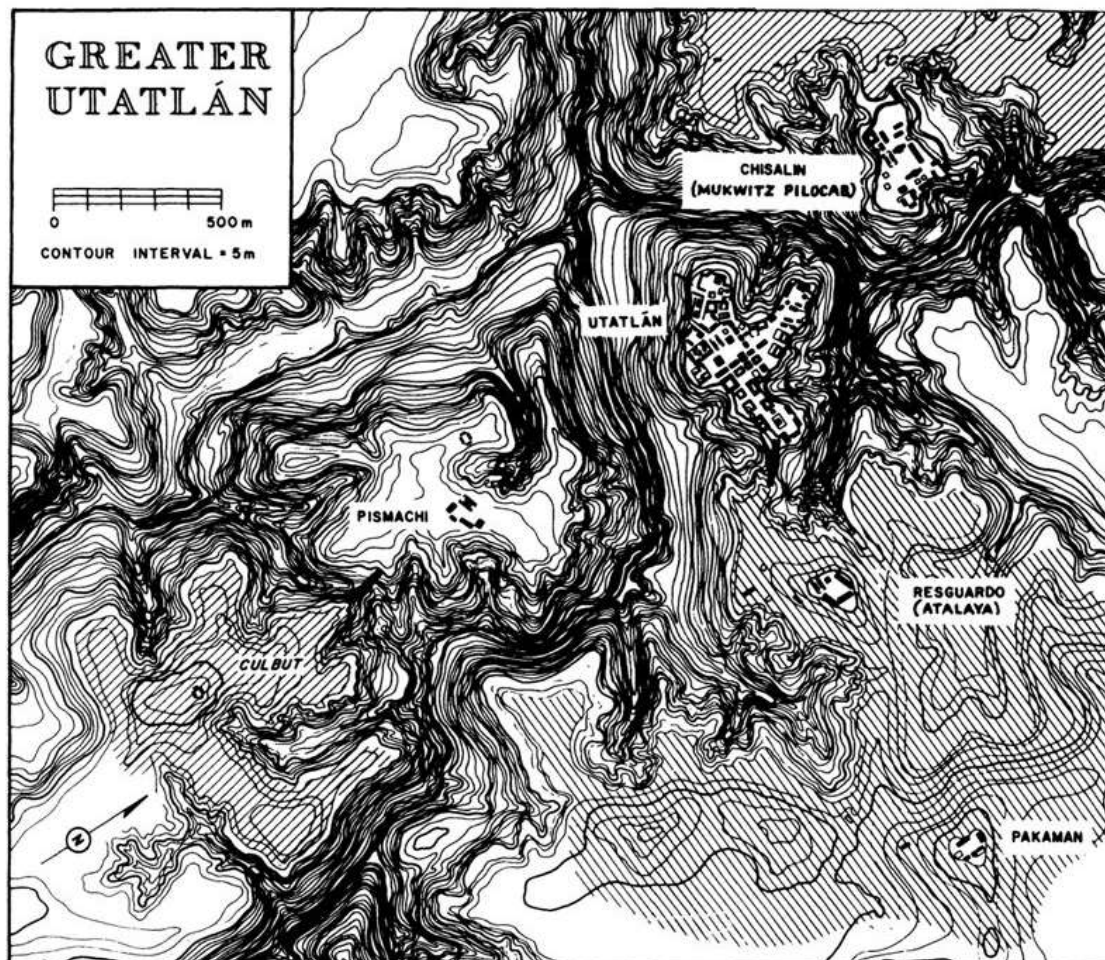 GREATER
UTATLÁN
0 500 m
CONTOUR INTERVAL = 5m
CHISALIN
(MUKWITZ PILOCAB)
UTATLÁN
PISMACHI
RESGUARDO
(ATALAYA)
CULBUT
N
PAKAMAN